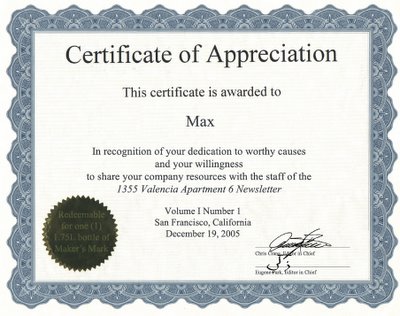 Certificate of Appreciation
This certificate is awarded to
Max
In recognition of your dedication to worthy causes
and your willingness
to share your company resources with the staff of the
1355 Valencia Apartment 6 Newsletter
Volume I Number 1
San Francisco, California
December 19, 2005
Redeemable
for one (1)
1.75L bottle of
Maker's Mark
Chris Editor in Chief
Eugene Park, Editor in Chief